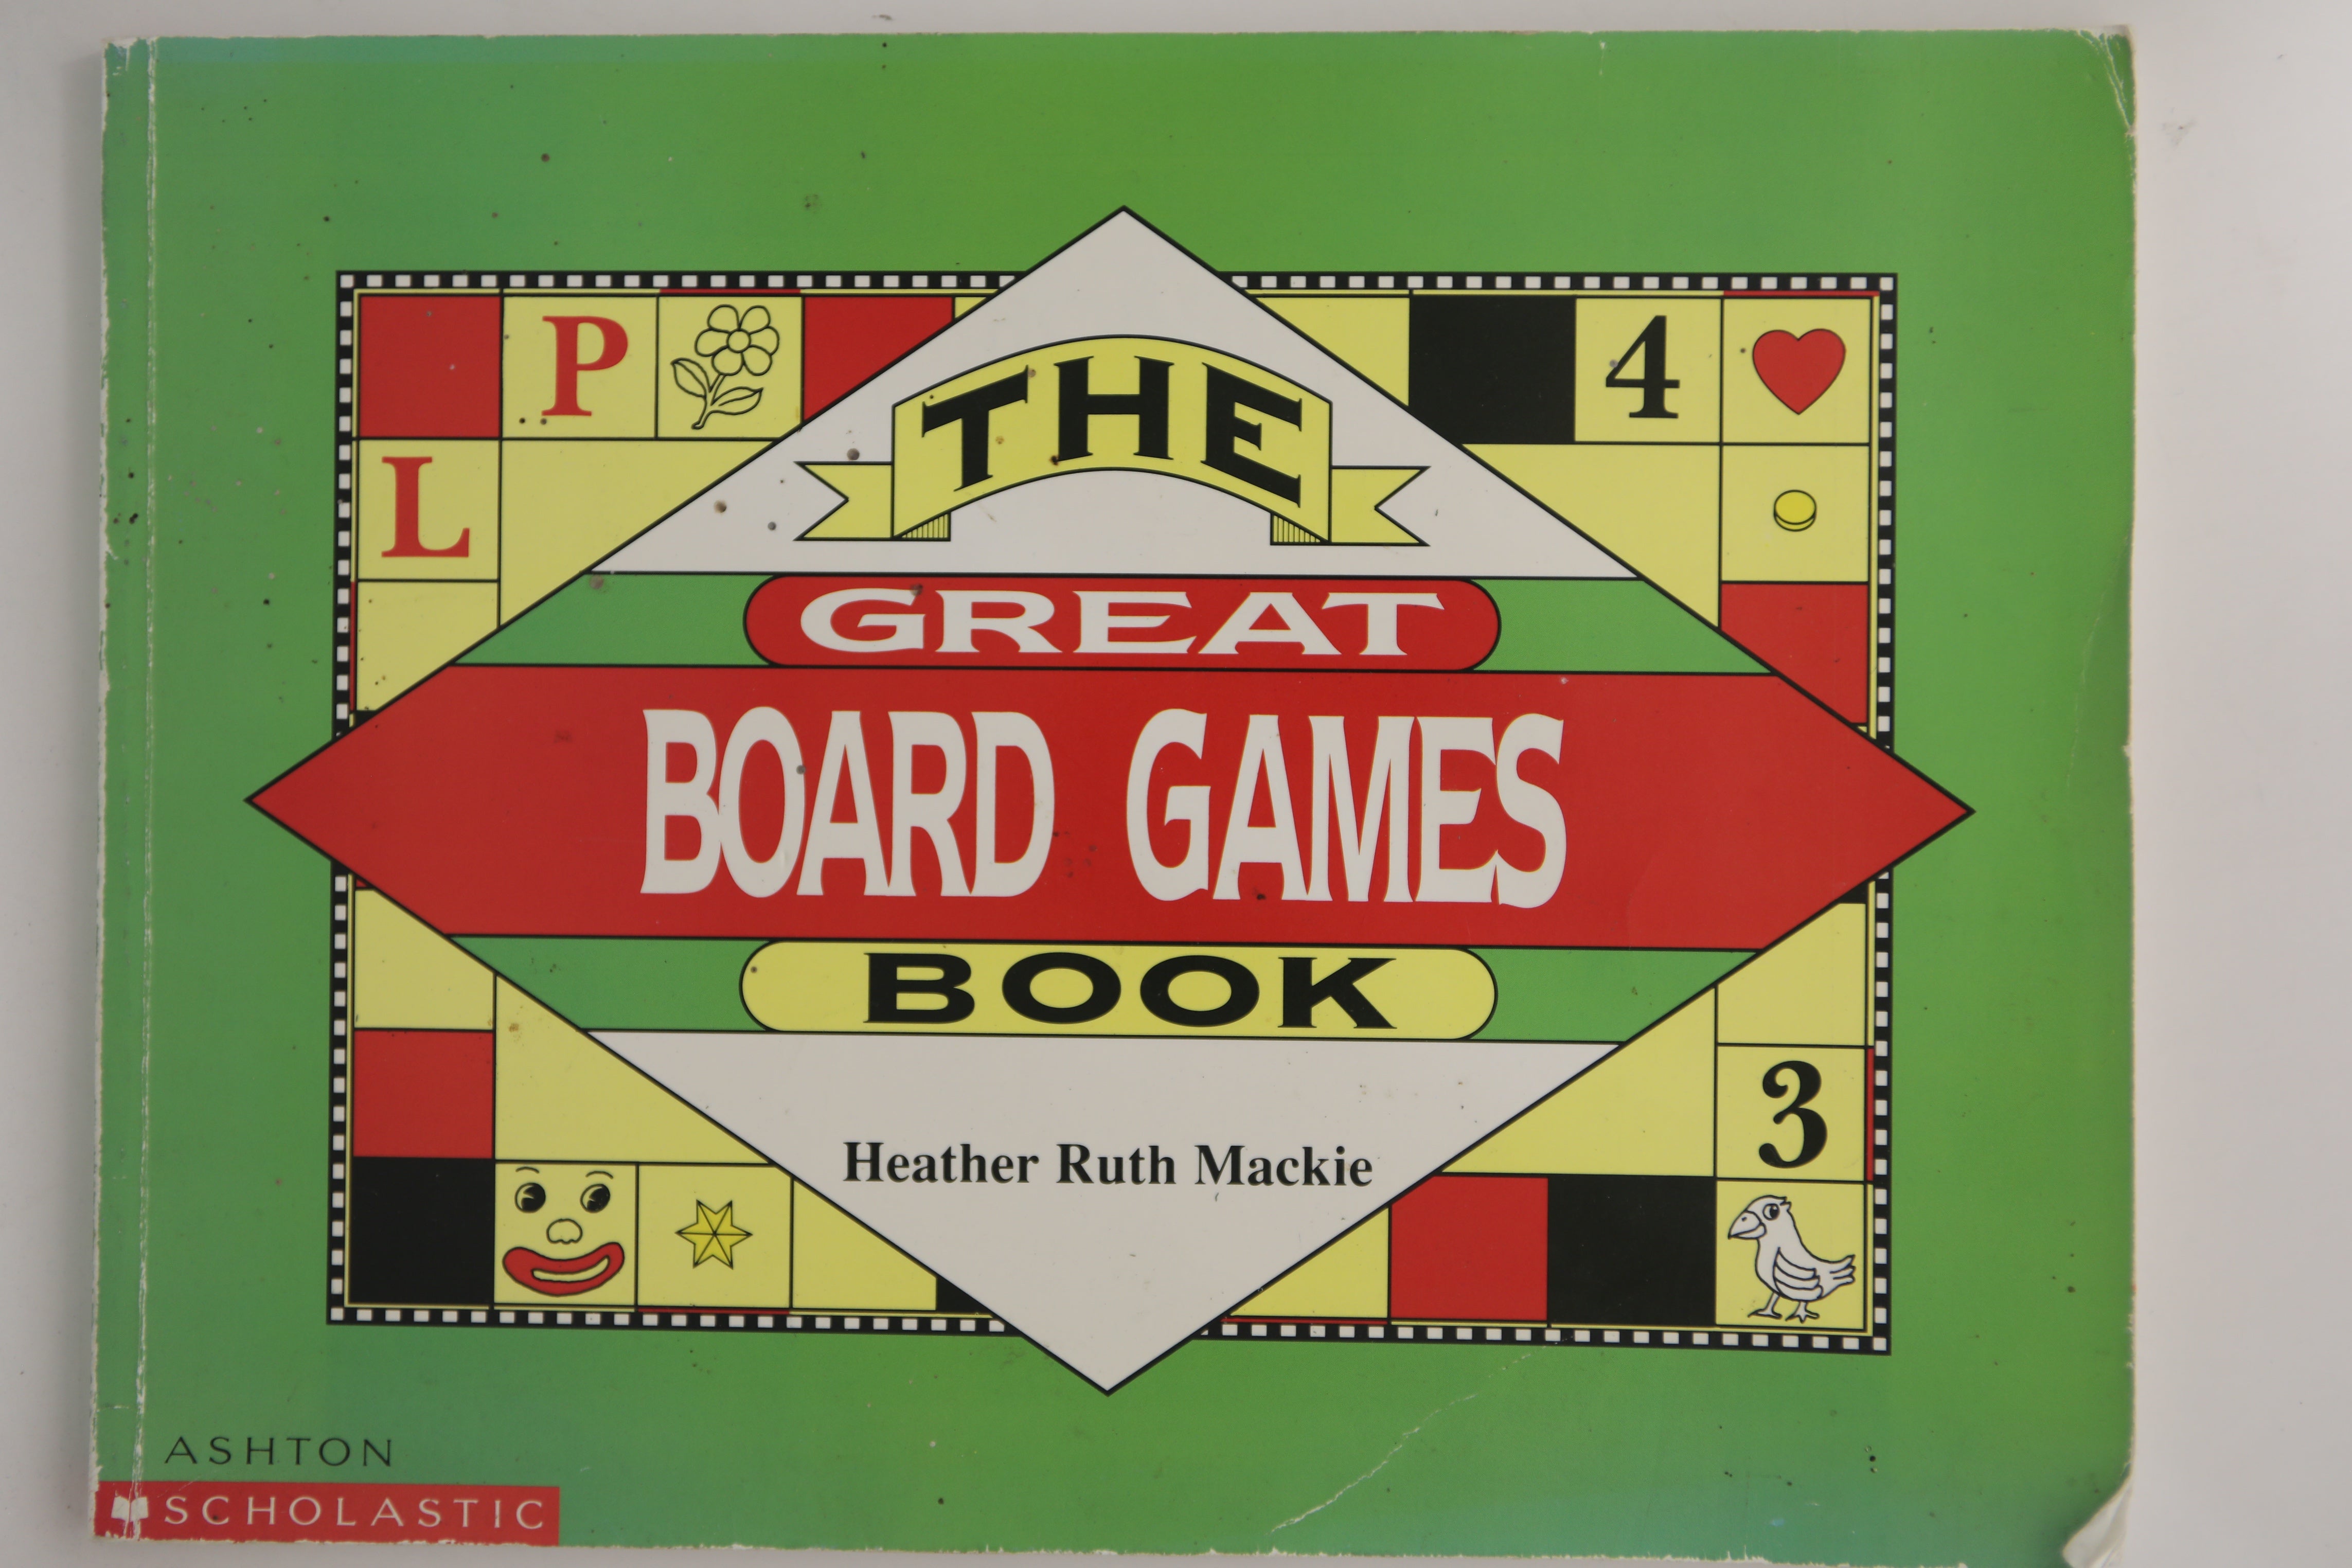 P
4
L
THE
GREAT
BOARD GAMES
BOOK
3
Heather Ruth Mackie
ASHTON
SCHOLASTIC